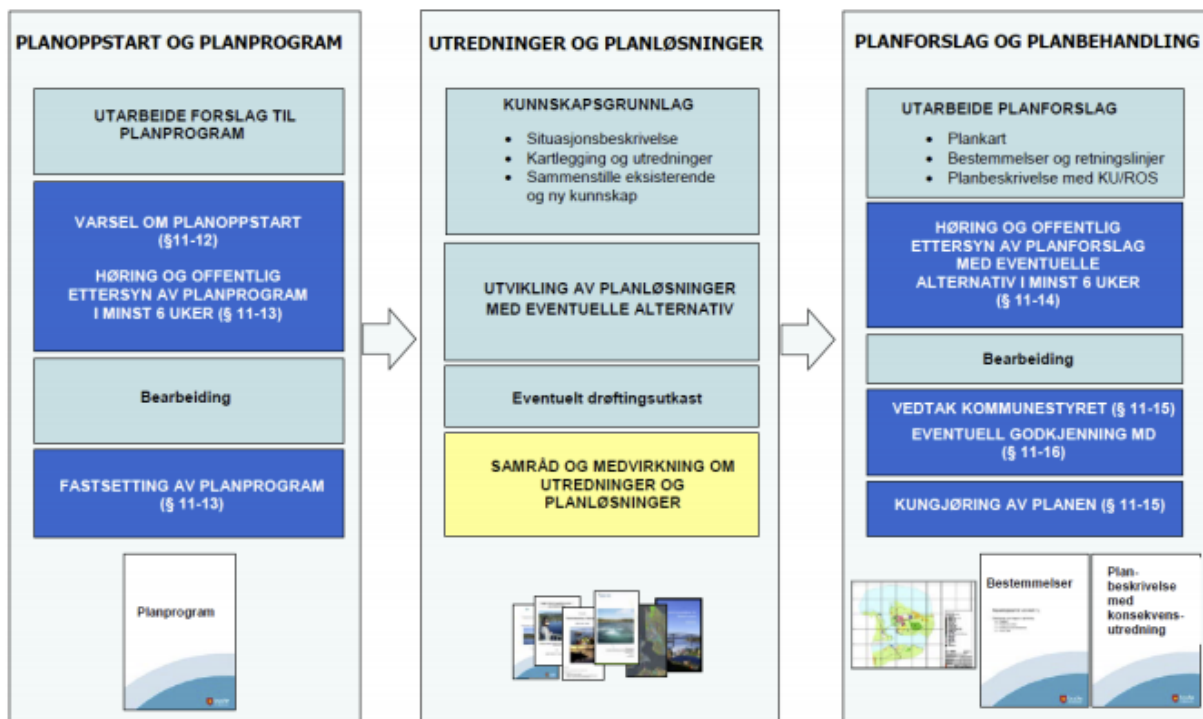 PLANOPPSTART OG PLANPROGRAM
UTARBEIDE FORSLAG TIL
PLANPROGRAM
VARSEL OM PLANOPPSTART
(§11-12)
HØRING OG OFFENTLIG
ETTERSYN AV PLANPROGRAM
I MINST 6 UKER (§ 11-13)
Bearbeiding
FASTSETTING AV PLANPROGRAM
(§ 11-13)
Planprogram
UTREDNINGER OG PLANLØSNINGER
KUNNSKAPSGRUNNLAG
• Situasjonsbeskrivelse
• Kartlegging og utredninger
• Sammenstille eksisterende
og ny kunnskap
UTVIKLING AV PLANLØSNINGER
MED EVENTUELLE ALTERNATIV
Eventuelt drøftingsutkast
SAMRÅD OG MEDVIRKNING OM
UTREDNINGER OG
PLANLØSNINGER
PLANFORSLAG OG PLANBEHANDLING
UTARBEIDE PLANFORSLAG
• Plankart
• Bestemmelser og retningslinjer
• Planbeskrivelse med KU/ROS
HØRING OG OFFENTLIG
ETTERSYN AV PLANFORSLAG
MED EVENTUELLE
ALTERNATIV I MINST 6 UKER
(§ 11-14)
Bearbeiding
VEDTAK KOMMUNESTYRET (§ 11-15)
EVENTUELL GODKJENNING MD
(§ 11-16)
KUNGJØRING AV PLANEN (§ 11-15)
Bestemmelser
Plan-
beskrivelse
med
konsekvens-
utredning